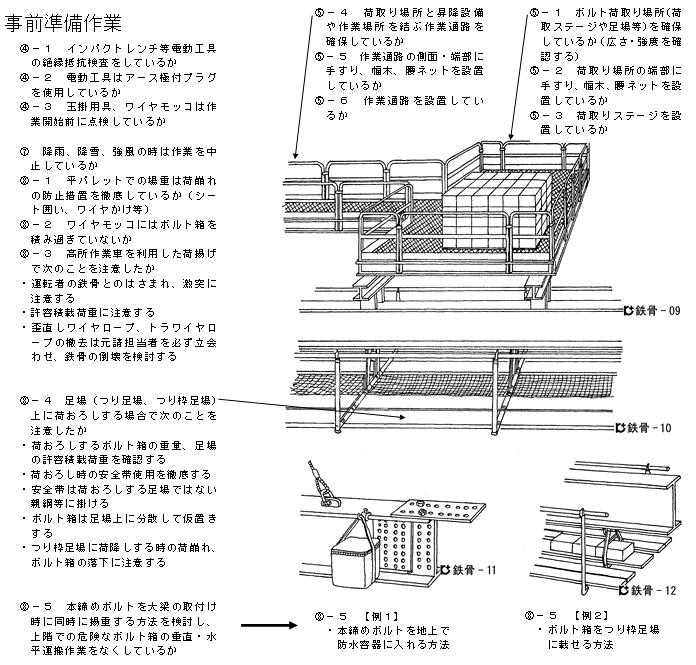 事前準備作業
④－１　インパクトレンチ等電動工具
の絶縁抵抗検査をしているか
④－２　電動工具はアース極付プラグ
を使用しているか
④－３　玉掛用具、ワイヤモッコは作
業開始前に点検しているか
⑦　降雨、降雪、強風の時は作業を中
止しているか
⑧－１　平パレットでの場重は荷崩れ
の防止措置を徹底しているか（シー
ト囲い、ワイヤかけ等）
⑧－２　ワイヤモッコにはボルト箱を
積み過ぎていないか
⑧－３　高所作業車を利用した荷揚げ
で次のことを注意したか
・運転者の鉄骨とのはさまれ、激突に
注意する
・許容積載荷重に注意する
・歪直しワイヤロープ、トラワイヤロ
ープの撤去は元請担当者を必ず立会
わせ、鉄骨の倒壊を検討する
⑧－４　足場（つり足場、つり枠足場）
上に荷おろしする場合で次のことを
注意したか
・荷おろしするボルト箱の重量、足場
の許容積載荷重を確認する
・荷おろし時の安全帯使用を徹底する
・安全帯は荷おろしする足場ではない
親綱等に掛ける
・ボルト箱は足場上に分散して仮置き
する
・つり枠足場に荷降しする時の荷崩れ、
ボルト箱の落下に注意する
⑧－５　本締めボルトを大梁の取付け
時に同時に揚重する方法を検討し、
上階での危険なボルト箱の垂直・水
平運搬作業をなくしているか
⑤－４　荷取り場所と昇降設備
や作業場所を結ぶ作業通路を
確保しているか
⑤－５　作業通路の側面・端部に
手すり、幅木、腰ネットを設置
しているか
⑤－６　作業通路を設置してい
るか
⑤－１　ボルト荷取り場所（荷
取ステージや足場等）を確保
しているか（広さ・強度を確
認する）
⑤－２　荷取り場所の端部に
手すり、幅木、腰ネットを設
置しているか
⑤－３　荷取りステージを設
置しているか
鉄骨－09
鉄骨－10
鉄骨－11
鉄骨－12
⑧－５　【例１】
・本締めボルトを地上で
防水容器に入れる方法
⑧－５　【例２】
・ボルト箱をつり枠足場
に載せる方法